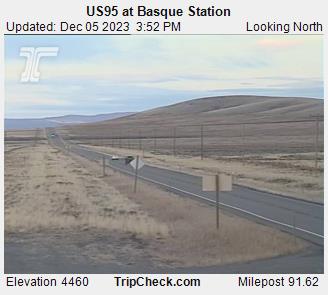 US95 at Basque Station
Updated: Dec 05 2023 3:52 PM Looking North
Elevation 4460 TripCheck.com Milepost 91.62